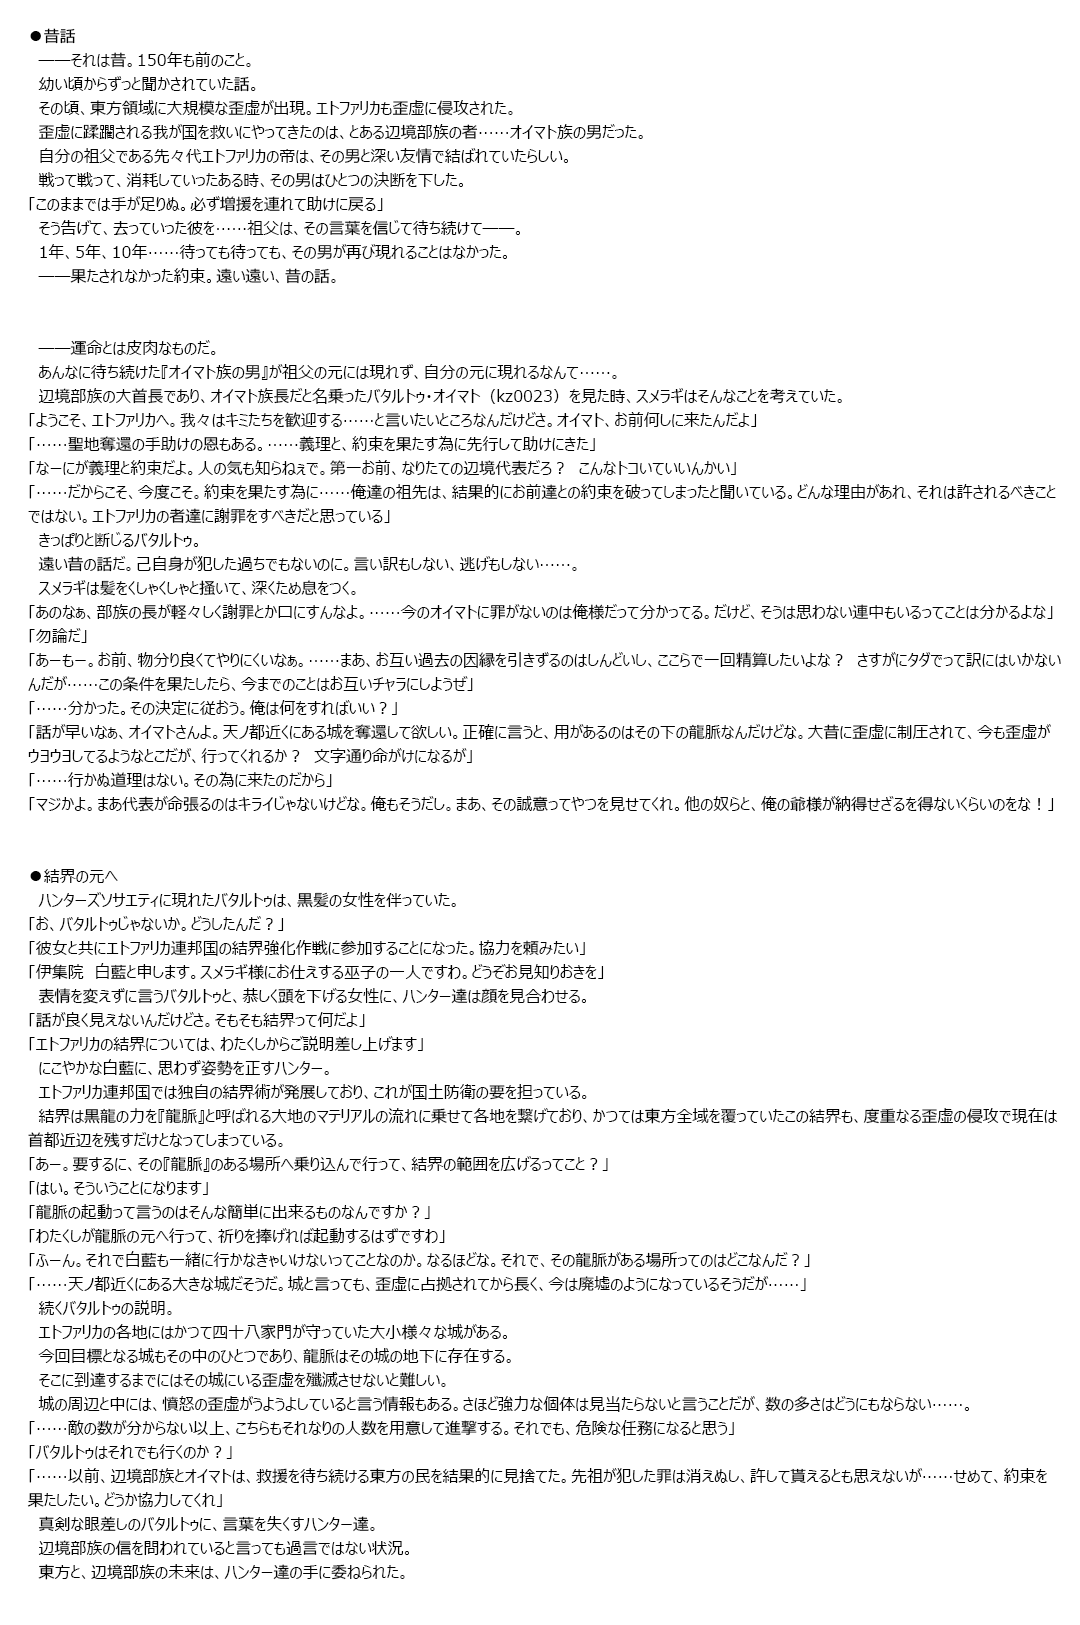 ●昔話
　――それは昔。150年も前のこと。
　幼い頃からずっと聞かされていた話。
　その頃、東方領域に大規模な歪虚が出現。エトファリカも歪虚に侵攻された。
　歪虚に蹂躙される我が国を救いにやってきたのは、とある辺境部族の者……オイマト族の男だった。
　自分の祖父である先々代エトファリカの帝は、その男と深い友情で結ばれていたらしい。
　戦って戦って、消耗していったある時、その男はひとつの決断を下した。
「このままでは手が足りぬ。必ず増援を連れて助けに戻る」
　そう告げて、去っていった彼を……祖父は、その言葉を信じて待ち続けて――。
　1年、5年、10年……待っても待っても、その男が再び現れることはなかった。
　――果たされなかった約束。遠い遠い、昔の話。
　――運命とは皮肉なものだ。
　あんなに待ち続けた『オイマト族の男』が祖父の元には現れず、自分の元に現れるなんて……。
　辺境部族の大首長であり、オイマト族長だと名乗ったバタルトゥ・オイマト（kz0023）を見た時、スメラギはそんなことを考えていた。
「ようこそ、エトファリカへ。我々はキミたちを歓迎する……と言いたいところなんだけどさ。オイマト、お前何しに来たんだよ」
「……聖地奪還の手助けの恩もある。……義理と、約束を果たす為に先行して助けにきた」
「なーにが義理と約束だよ。人の気も知らねぇで。第一お前、なりたての辺境代表だろ？　こんなトコいていいんかい」
「……だからこそ、今度こそ。約束を果たす為に……俺達の祖先は、結果的にお前達との約束を破ってしまったと聞いている。どんな理由があれ、それは許されるべきこと
ではない。エトファリカの者達に謝罪をすべきだと思っている」
　きっぱりと断じるバタルトゥ。
　遠い昔の話だ。己自身が犯した過ちでもないのに。言い訳もしない、逃げもしない……。
　スメラギは髪をくしゃくしゃと掻いて、深くため息をつく。
「あのなぁ、部族の長が軽々しく謝罪とか口にすんなよ。……今のオイマトに罪がないのは俺様だって分かってる。だけど、そうは思わない連中もいるってことは分かるよな」
「勿論だ」
「あーもー。お前、物分り良くてやりにくいなぁ。……まあ、お互い過去の因縁を引きずるのはしんどいし、ここらで一回精算したいよな？　さすがにタダでって訳にはいかない
んだが……この条件を果たしたら、今までのことはお互いチャラにしようぜ」
「……分かった。その決定に従おう。俺は何をすればいい？」
「話が早いなぁ、オイマトさんよ。天ノ都近くにある城を奪還して欲しい。正確に言うと、用があるのはその下の龍脈なんだけどな。大昔に歪虚に制圧されて、今も歪虚が
ウヨウヨしてるようなとこだが、行ってくれるか？　文字通り命がけになるが」
「……行かぬ道理はない。その為に来たのだから」
「マジかよ。まあ代表が命張るのはキライじゃないけどな。俺もそうだし。まあ、その誠意ってやつを見せてくれ。他の奴らと、俺の爺様が納得せざるを得ないくらいのをな！」
●結界の元へ
　ハンターズソサエティに現れたバタルトゥは、黒髪の女性を伴っていた。
「お、バタルトゥじゃないか。どうしたんだ？」
「彼女と共にエトファリカ連邦国の結界強化作戦に参加することになった。協力を頼みたい」
「伊集院　白藍と申します。スメラギ様にお仕えする巫子の一人ですわ。どうぞお見知りおきを」
　表情を変えずに言うバタルトゥと、恭しく頭を下げる女性に、ハンター達は顔を見合わせる。
「話が良く見えないんだけどさ。そもそも結界って何だよ」
「エトファリカの結界については、わたくしからご説明差し上げます」
　にこやかな白藍に、思わず姿勢を正すハンター。
　エトファリカ連邦国では独自の結界術が発展しており、これが国土防衛の要を担っている。
　結界は黒龍の力を『龍脈』と呼ばれる大地のマテリアルの流れに乗せて各地を繋げており、かつては東方全域を覆っていたこの結界も、度重なる歪虚の侵攻で現在は
首都近辺を残すだけとなってしまっている。
「あー。要するに、その『龍脈』のある場所へ乗り込んで行って、結界の範囲を広げるってこと？」
「はい。そういうことになります」
「龍脈の起動って言うのはそんな簡単に出来るものなんですか？」
「わたくしが龍脈の元へ行って、祈りを捧げれば起動するはずですわ」
「ふーん。それで白藍も一緒に行かなきゃいけないってことなのか。なるほどな。それで、その龍脈がある場所ってのはどこなんだ？」
「……天ノ都近くにある大きな城だそうだ。城と言っても、歪虚に占拠されてから長く、今は廃墟のようになっているそうだが……」
　続くバタルトゥの説明。
　エトファリカの各地にはかつて四十八家門が守っていた大小様々な城がある。
　今回目標となる城もその中のひとつであり、龍脈はその城の地下に存在する。
　そこに到達するまでにはその城にいる歪虚を殲滅させないと難しい。
　城の周辺と中には、憤怒の歪虚がうようよしていると言う情報もある。さほど強力な個体は見当たらないと言うことだが、数の多さはどうにもならない……。
「……敵の数が分からない以上、こちらもそれなりの人数を用意して進撃する。それでも、危険な任務になると思う」
「バタルトゥはそれでも行くのか？」
「……以前、辺境部族とオイマトは、救援を待ち続ける東方の民を結果的に見捨てた。先祖が犯した罪は消えぬし、許して貰えるとも思えないが……せめて、約束を
果たしたい。どうか協力してくれ」
　真剣な眼差しのバタルトゥに、言葉を失くすハンター達。
　辺境部族の信を問われていると言っても過言ではない状況。
　東方と、辺境部族の未来は、ハンター達の手に委ねられた。